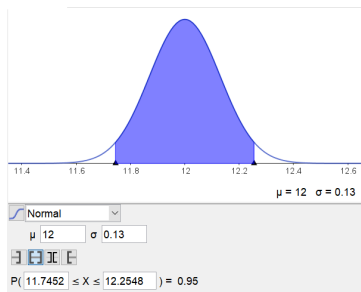 11.4 11.6 11.8 12 12.2 12.4 12.6
μ = 12 σ = 0.13
Normal
μ 12 σ 0.13
P( 11.7452 ≤ X ≤ 12.2548 ) = 0.95